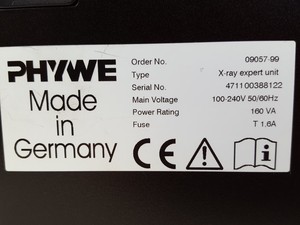 PHYWE
Made
in
Germany
Order No. 09057-99
Type X-ray expert unit
Serial No. 471100388122
Main Voltage 100-240V 50/60Hz
Power Rating 160 VA
Fuse T 1.6A
CE